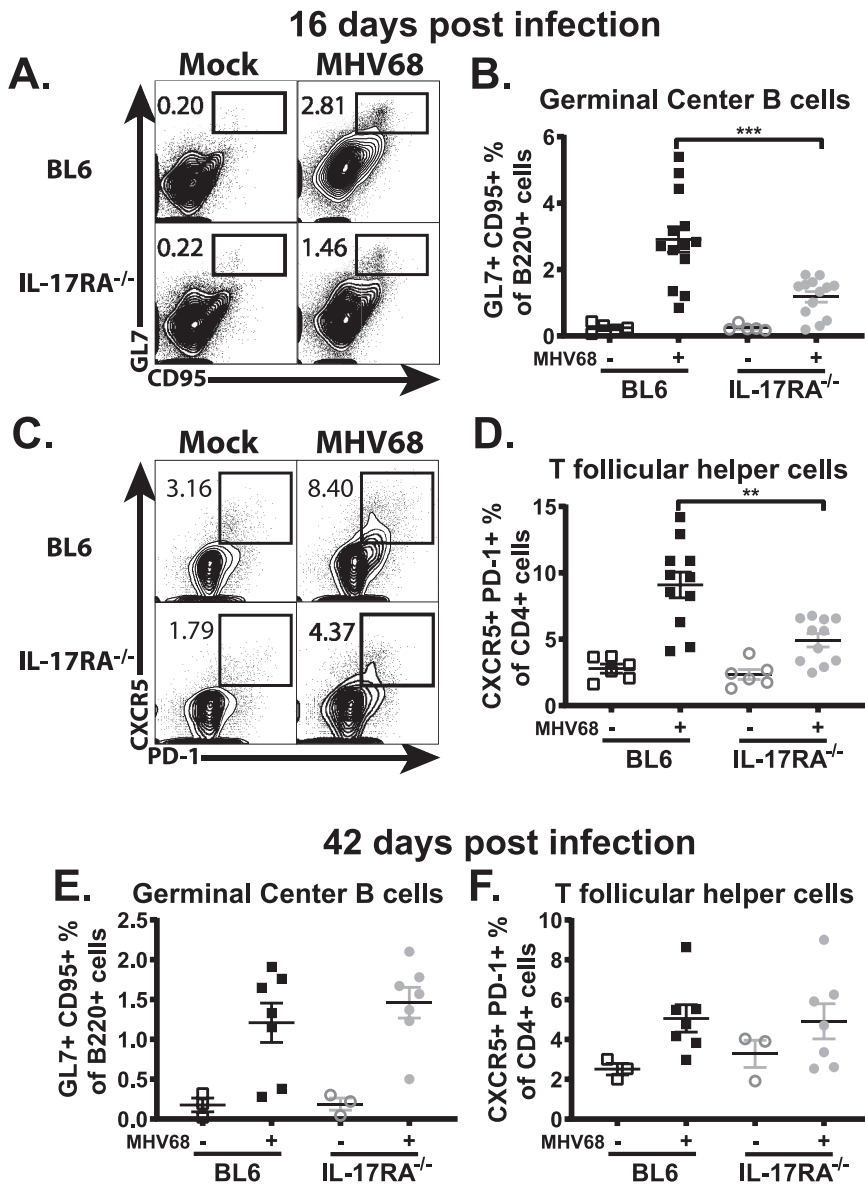 16 days post infection
A.
Mock MHV68
BL6
0.20 2.81
IL-17RA-/-
0.22 1.46
GL7
CD95
B.
Germinal Center B cells
***
GL7+ CD95+ %
of B220+ cells
6
4
2
0
MHV68 - + - +
BL6 IL-17RA-/-
C.
Mock MHV68
BL6
3.16 8.40
IL-17RA-/-
1.79 4.37
CXCR5
PD-1
D.
T follicular helper cells
**
CXCR5+ PD-1+ %
of CD4+ cells
15
10
5
0
MHV68 - + - +
BL6 IL-17RA-/-
42 days post infection
E.
Germinal Center B cells
GL7+ CD95+ %
of B220+ cells
2.5
2.0
1.5
1.0
0.5
0.0
MHV68 - + - +
BL6 IL-17RA-/-
F.
T follicular helper cells
CXCR5+ PD-1+ %
of CD4+ cells
10
8
6
4
2
0
MHV68 - + - +
BL6 IL-17RA-/-